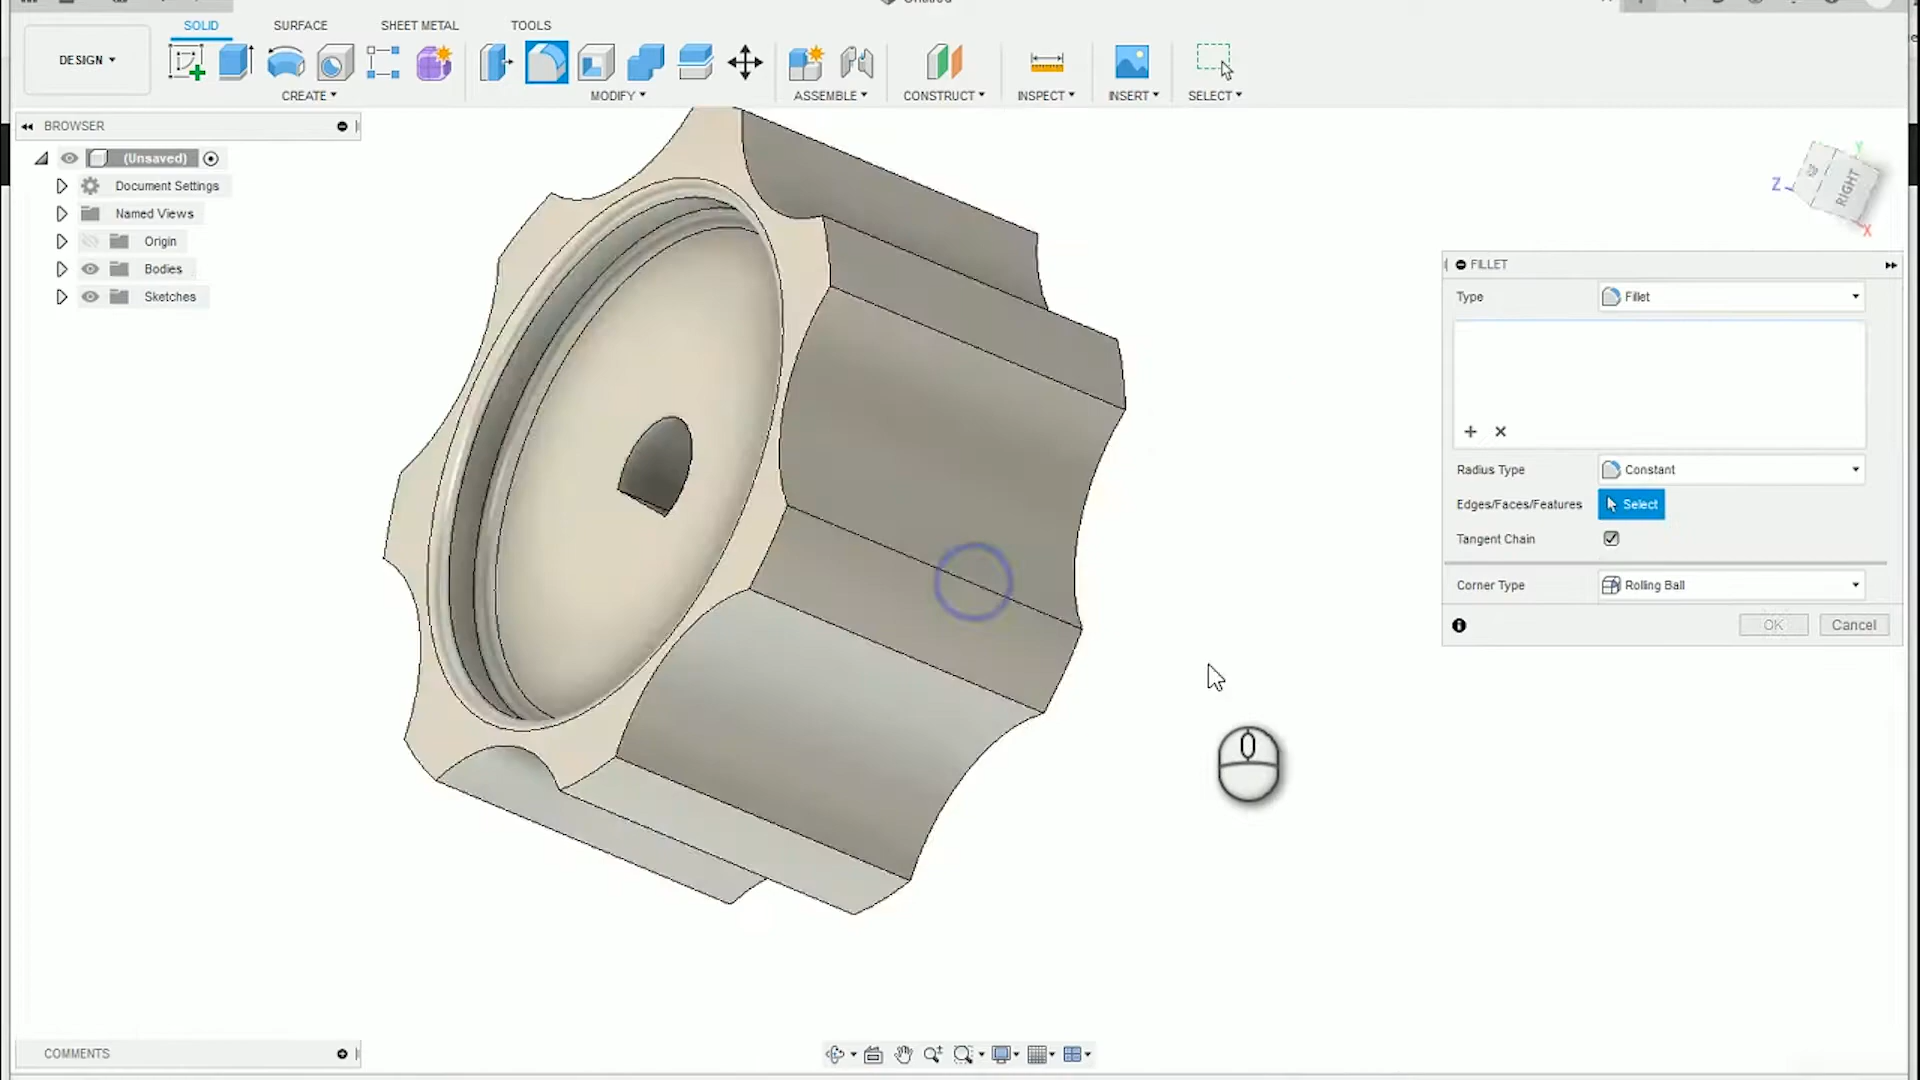 Untitled
SOLID SURFACE SHEET METAL TOOLS
DESIGN
CREATE MODIFY ASSEMBLE CONSTRUCT INSPECT INSERT SELECT
BROWSER
(Unsaved)
Document Settings
Named Views
Origin
Bodies
Sketches
Y
Z
RIGHT
X
FILLET
Type Fillet
Radius Type Constant
Edges/Faces/Features Select
Tangent Chain
Corner Type Rolling Ball
OK Cancel
COMMENTS